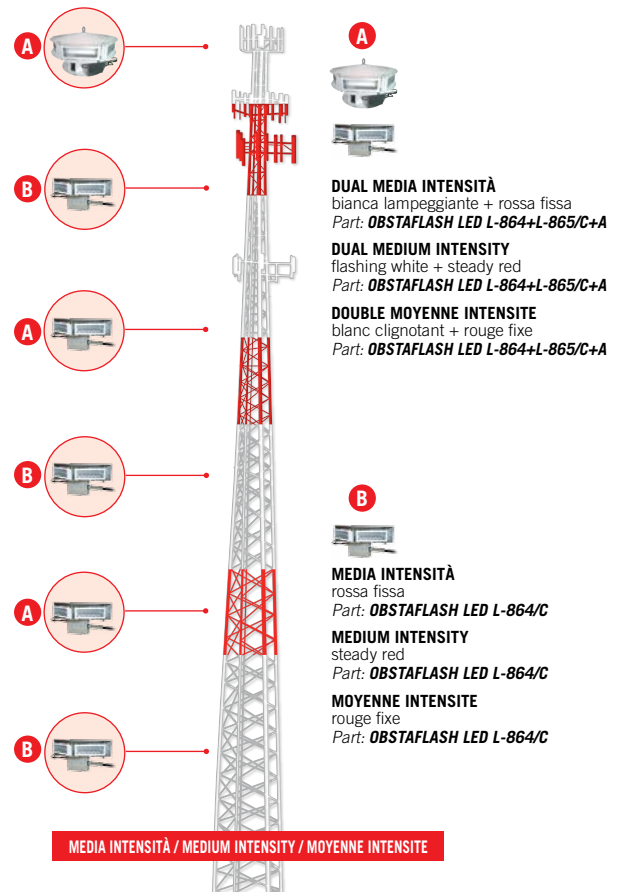 A
B
A
B
A
B
A
DUAL MEDIA INTENSITÀ
bianca lampeggiante + rossa fissa
Part: OBSTAFLASH LED L-864+L-865/C+A
DUAL MEDIUM INTENSITY
flashing white + steady red
Part: OBSTAFLASH LED L-864+L-865/C+A
DOUBLE MOYENNE INTENSITE
blanc clignotant + rouge fixe
Part: OBSTAFLASH LED L-864+L-865/C+A
B
MEDIA INTENSITÀ
rossa fissa
Part: OBSTAFLASH LED L-864/C
MEDIUM INTENSITY
steady red
Part: OBSTAFLASH LED L-864/C
MOYENNE INTENSITE
rouge fixe
Part: OBSTAFLASH LED L-864/C
MEDIA INTENSITÀ / MEDIUM INTENSITY / MOYENNE INTENSITE